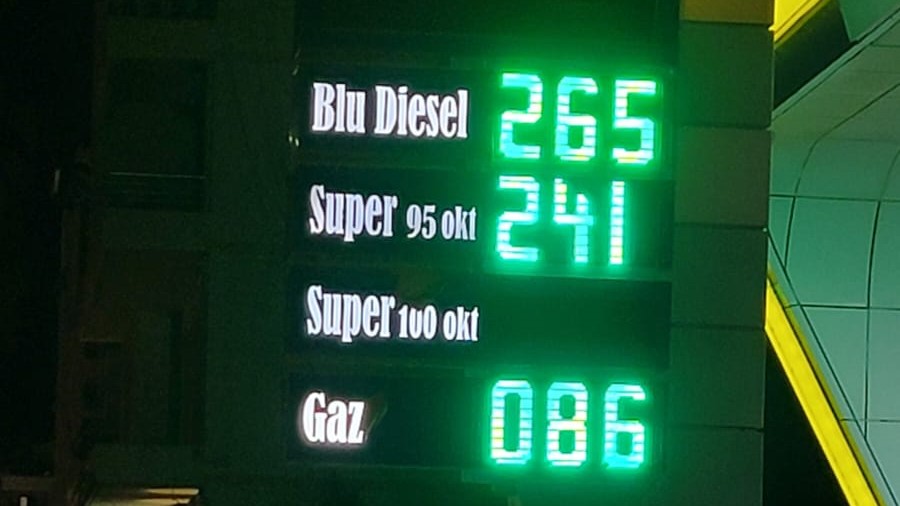 Blu Diesel 265
Super 95 okt 241
Super 100 okt
Gaz 086